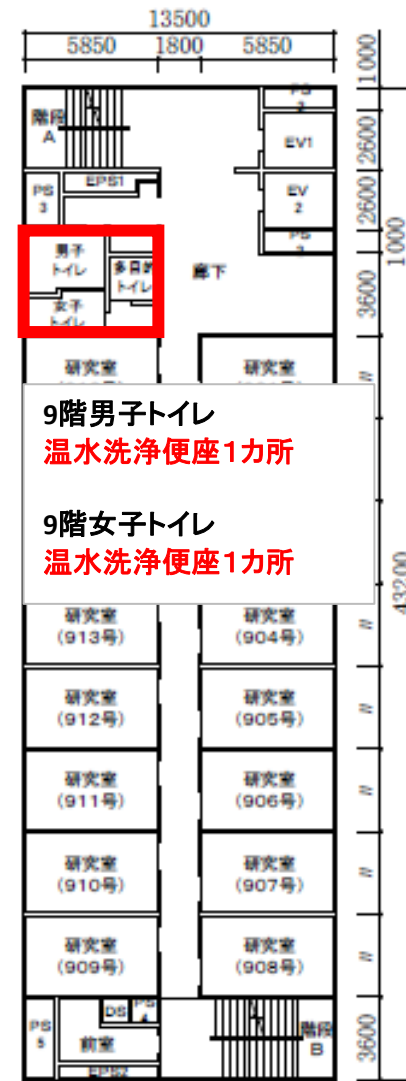 13500
5850 1800 5850
1000
階段
A
PS
2
EV1
2600
PS
3
EPS1
EV
2
2600
PS
1000
男子
トイレ
多目的
トイレ
廊下
女子
トイレ
3600
研究室
研究室
〃
9階男子トイレ
温水洗浄便座1カ所
9階女子トイレ
温水洗浄便座1カ所
43200
研究室
(913号)
研究室
(904号)
〃
研究室
(912号)
研究室
(905号)
〃
研究室
(911号)
研究室
(906号)
〃
研究室
(910号)
研究室
(907号)
〃
研究室
(909号)
研究室
(908号)
〃
PS
5
DS
PS
4
前室
EPS2
階段
B
3600